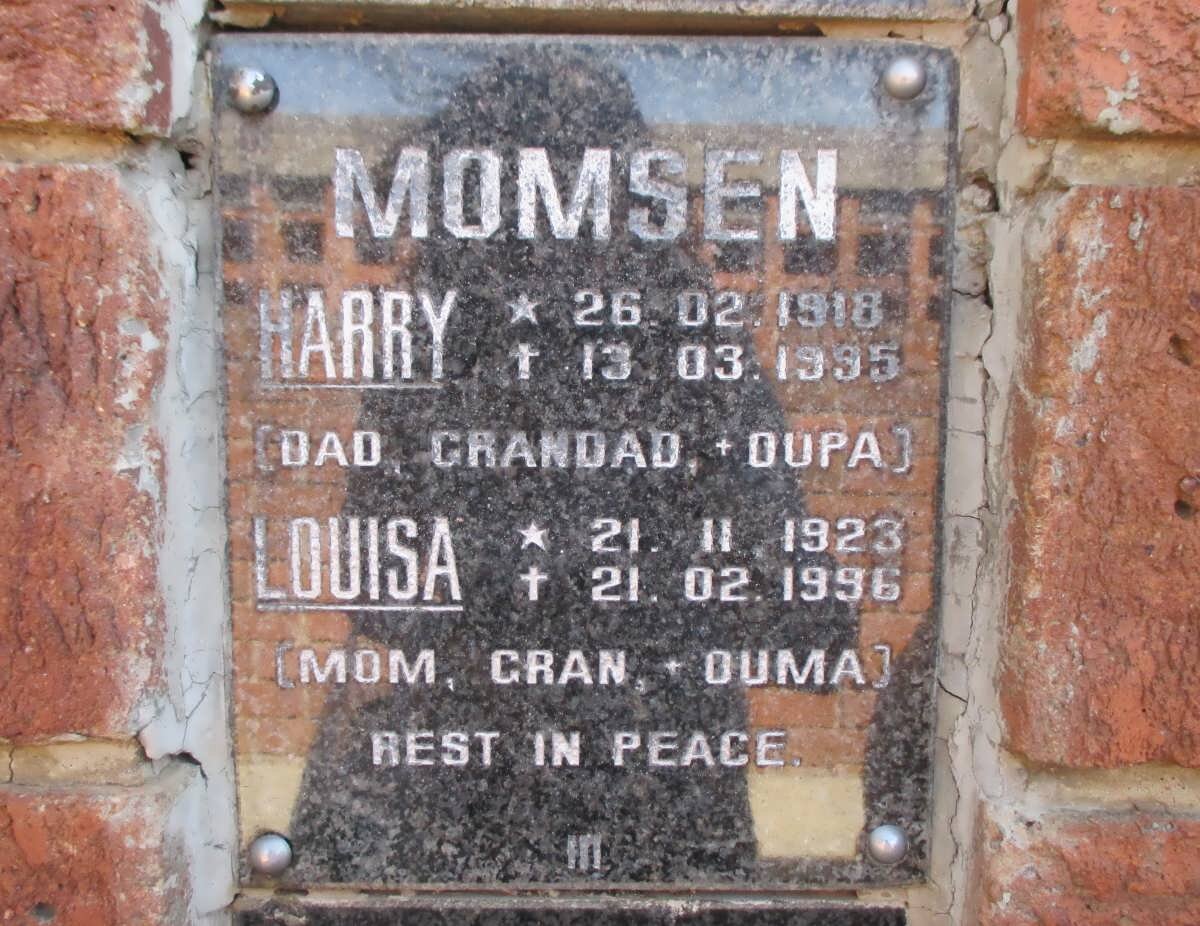 MOMSEN
HARRY ★ 26. 02. 1918
✝ 13. 03. 1995
[DAD, GRANDAD, + OUPA]
LOUISA ★ 21. 11. 1923
✝ 21. 02. 1996
[MOM, GRAN, + OUMA]
REST IN PEACE.
111